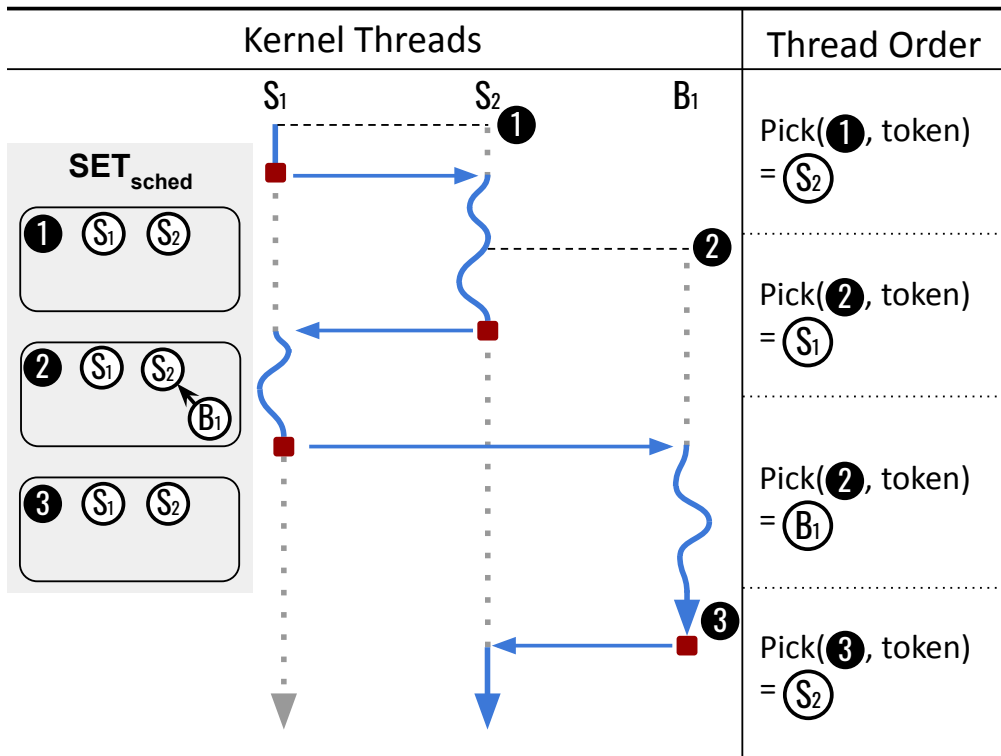 Kernel Threads
Thread Order
S1
S2
B1
1
SETsched
1 S1 S2
2
2 S1 S2
B1
3 S1 S2
3
Pick(1, token)
= S2
Pick(2, token)
= S1
Pick(2, token)
= B1
Pick(3, token)
= S2